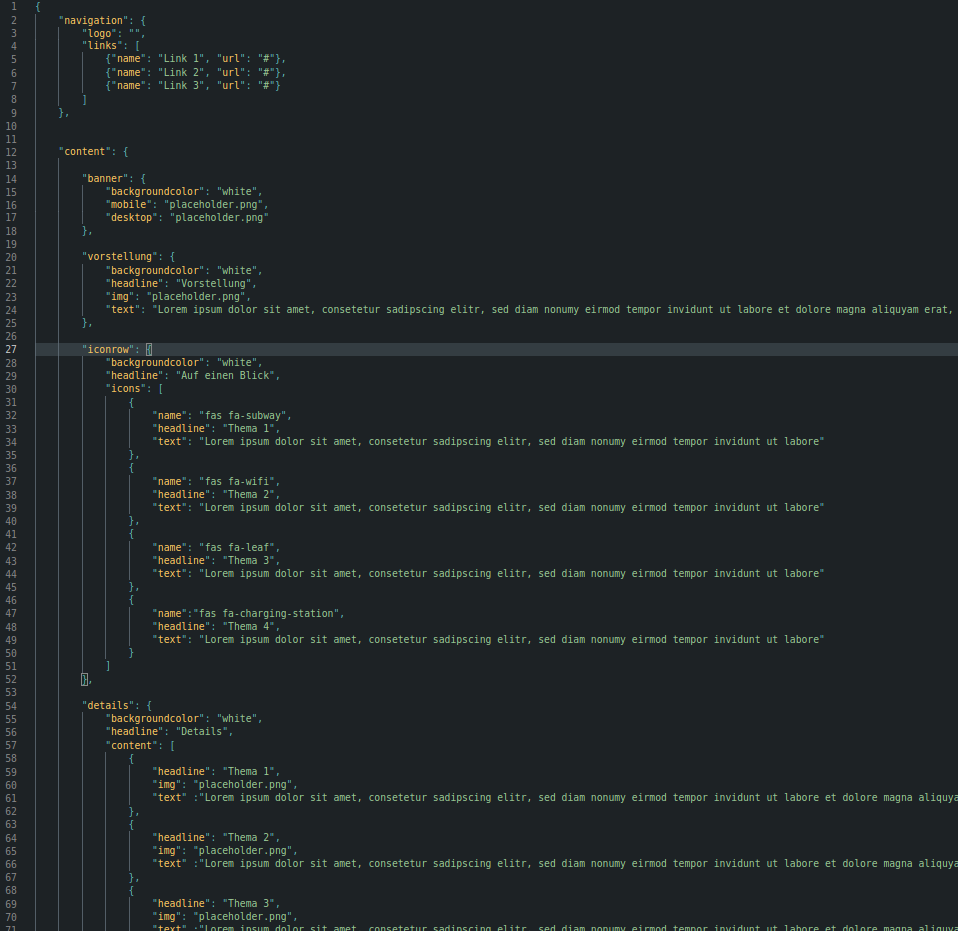 1 {
2 "navigation": {
3 "logo": "",
4 "links": [
5 {"name": "Link 1", "url": "#"},
6 {"name": "Link 2", "url": "#"},
7 {"name": "Link 3", "url": "#"}
8 ]
9 },
10
11
12 "content": {
13
14 "banner": {
15 "backgroundcolor": "white",
16 "mobile": "placeholder.png",
17 "desktop": "placeholder.png"
18 },
19
20 "vorstellung": {
21 "backgroundcolor": "white",
22 "headline": "Vorstellung",
23 "img": "placeholder.png",
24 "text": "Lorem ipsum dolor sit amet, consetetur sadipscing elitr, sed diam nonumy eirmod tempor invidunt ut labore et dolore magna aliquyam erat,
25 },
26
27 "iconrow": {
28 "backgroundcolor": "white",
29 "headline": "Auf einen Blick",
30 "icons": [
31 {
32 "name": "fas fa-subway",
33 "headline": "Thema 1",
34 "text": "Lorem ipsum dolor sit amet, consetetur sadipscing elitr, sed diam nonumy eirmod tempor invidunt ut labore"
35 },
36 {
37 "name": "fas fa-wifi",
38 "headline": "Thema 2",
39 "text": "Lorem ipsum dolor sit amet, consetetur sadipscing elitr, sed diam nonumy eirmod tempor invidunt ut labore"
40 },
41 {
42 "name": "fas fa-leaf",
43 "headline": "Thema 3",
44 "text": "Lorem ipsum dolor sit amet, consetetur sadipscing elitr, sed diam nonumy eirmod tempor invidunt ut labore"
45 },
46 {
47 "name":"fas fa-charging-station",
48 "headline": "Thema 4",
49 "text": "Lorem ipsum dolor sit amet, consetetur sadipscing elitr, sed diam nonumy eirmod tempor invidunt ut labore"
50 }
51 ]
52 },
53
54 "details": {
55 "backgroundcolor": "white",
56 "headline": "Details",
57 "content": [
58 {
59 "headline": "Thema 1",
60 "img": "placeholder.png",
61 "text" :"Lorem ipsum dolor sit amet, consetetur sadipscing elitr, sed diam nonumy eirmod tempor invidunt ut labore et dolore magna aliquya
62 },
63 {
64 "headline": "Thema 2",
65 "img": "placeholder.png",
66 "text" :"Lorem ipsum dolor sit amet, consetetur sadipscing elitr, sed diam nonumy eirmod tempor invidunt ut labore et dolore magna aliquya
67 },
68 {
69 "headline": "Thema 3",
70 "img": "placeholder.png",
71 "text" :"Lorem ipsum dolor sit amet, consetetur sadipscing elitr, sed diam nonumy eirmod tempor invidunt ut labore et dolore magna aliquya